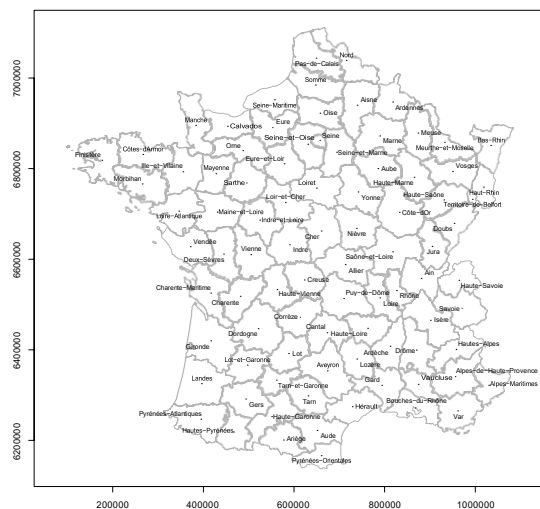 Nord
Pas−de−Calais
7000000
Somme
Aisne
Ardennes
Seine−Maritime
Oise
Manche
Eure
Calvados
Meuse
Seine−et−Oise
Seine
Marne
Bas−Rhin
Meurthe−et−Moselle
Orne
Côtes−d'Armor
Finistère
Seine−et−Marne
Eure−et−Loir
Ille−et−Vilaine
6800000
Aube
Vosges
Mayenne
Morbihan
Sarthe
Loiret
Haute−Marne
Haut−Rhin
Yonne
Haute−Saône
Loir−et−Cher
Territoire−de−Belfort
Loire−Atlantique
Maine−et−Loire
Côte−d'Or
Indre−et−Loire
Doubs
Cher
Nièvre
Vendée
Indre
Jura
Vienne
Saône−et−Loire
Deux−Sèvres
6600000
Allier
Ain
Creuse
Haute−Savoie
Charente−Maritime
Haute−Vienne
Puy−de−Dôme
Rhône
Charente
Loire
Savoie
Corrèze
Isère
Cantal
Haute−Loire
Dordogne
Gironde
Hautes−Alpes
6400000
Lot
Ardèche
Drôme
Lot−et−Garonne
Aveyron
Lozère
Alpes−de−Haute−Provence
Landes
Tarn−et−Garonne
Gard
Vaucluse
Alpes−Maritimes
Gers
Tarn
Bouches−du−Rhône
Hérault
Pyrénées−Atlantiques
Haute−Garonne
Var
Hautes−Pyrénées
Aude
Ariège
6200000
Pyrénées−Orientales
200000
400000
600000
800000
1000000